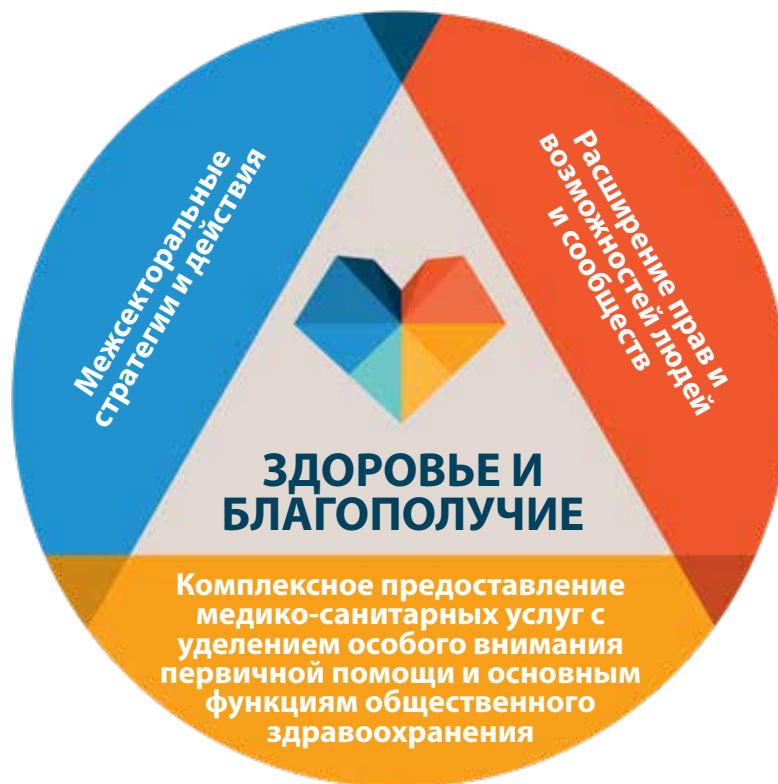 Межсекторальные
стратегии и действия
Расширение прав и
возможностей людей
и сообществ
ЗДОРОВЬЕ И
БЛАГОПОЛУЧИЕ
Комплексное предоставление
медико-санитарных услуг с
уделением особого внимания
первичной помощи и основным
функциям общественного
здравоохранения